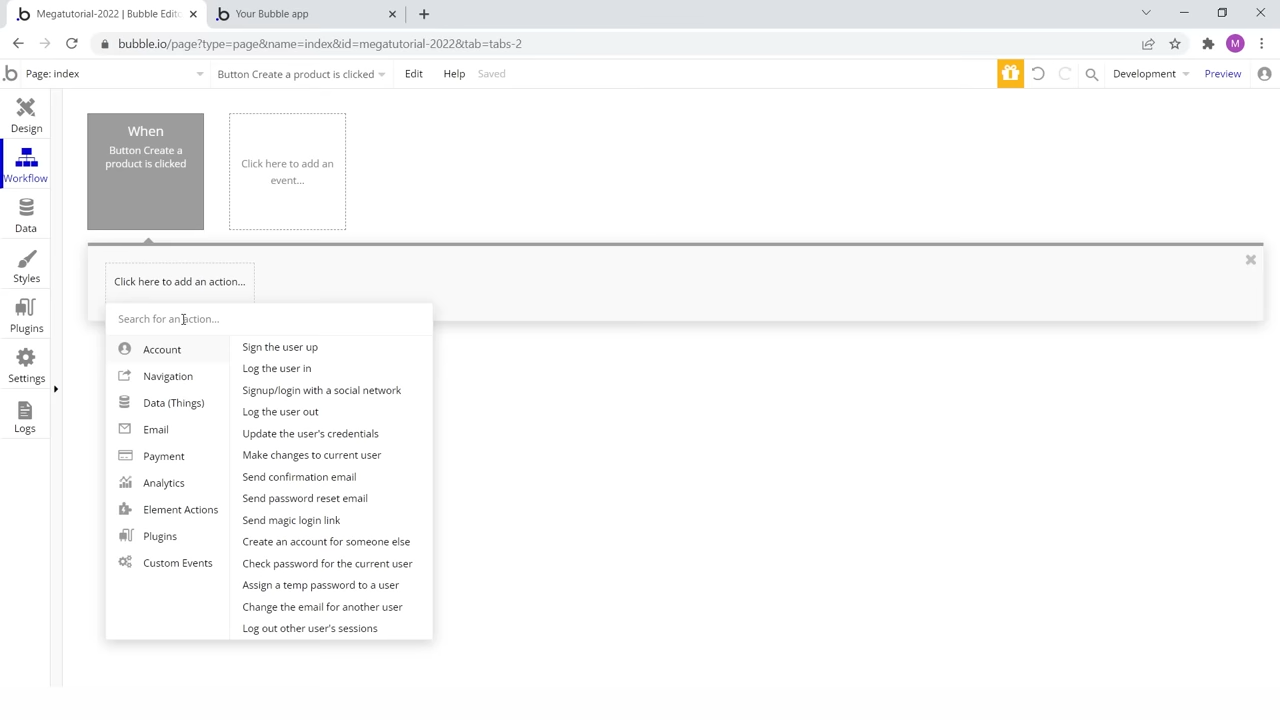 Megatutorial-2022 | Bubble Edito
Your Bubble app
bubble.io/page?type=page&name=index&id=megatutorial-2022&tab=tabs-2
M
Page: index
Button Create a product is clicked
Edit
Help
Saved
Development
Preview
Design
Workflow
Data
Styles
Plugins
Settings
Logs
When
Button Create a
product is clicked
Click here to add an
event...
Click here to add an action...
Search for an action...
Account
Navigation
Data (Things)
Email
Payment
Analytics
Element Actions
Plugins
Custom Events
Sign the user up
Log the user in
Signup/login with a social network
Log the user out
Update the user's credentials
Make changes to current user
Send confirmation email
Send password reset email
Send magic login link
Create an account for someone else
Check password for the current user
Assign a temp password to a user
Change the email for another user
Log out other user's sessions